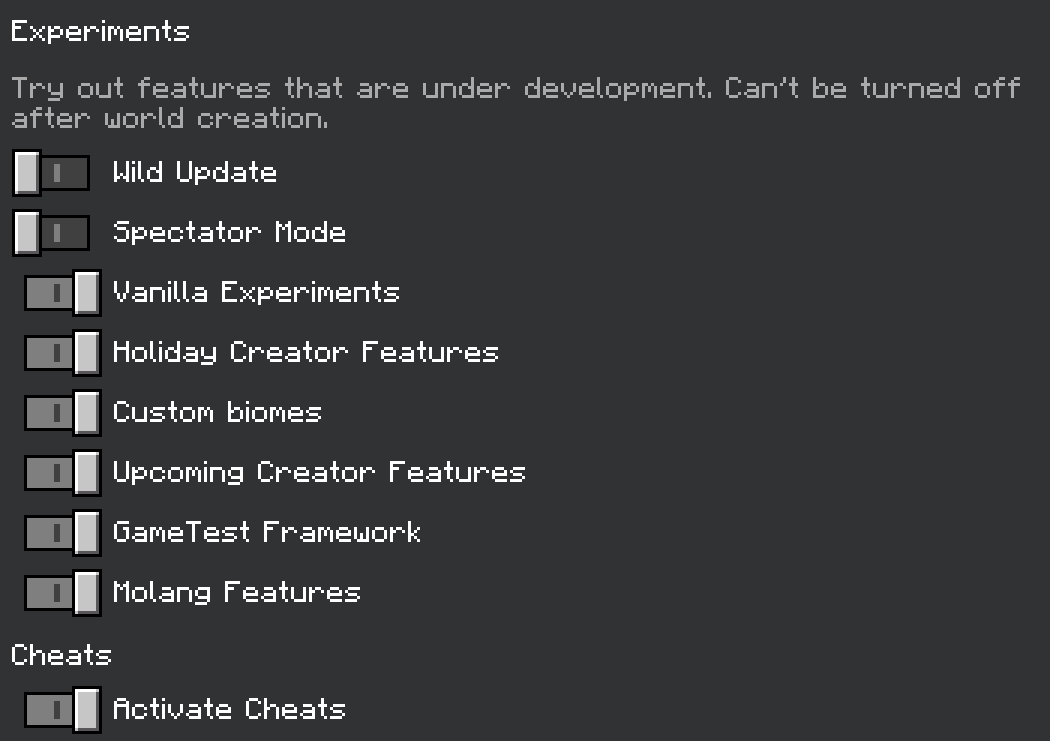 Experiments
Try out features that are under development. Can't be turned off
after world creation.
Wild Update
Spectator Mode
Vanilla Experiments
Holiday Creator Features
Custom biomes
Upcoming Creator Features
GameTest Framework
Molang Features
Cheats
Activate Cheats